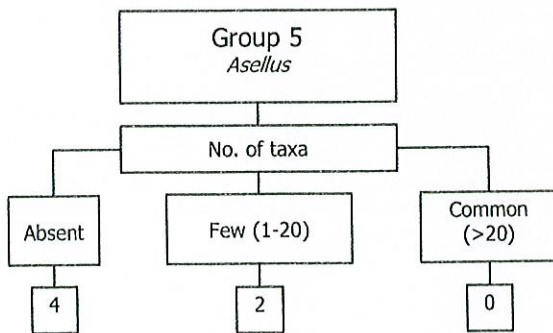 Group 5
Asellus
No. of taxa
Absent
Few (1-20)
Common
(>20)
4
2
0